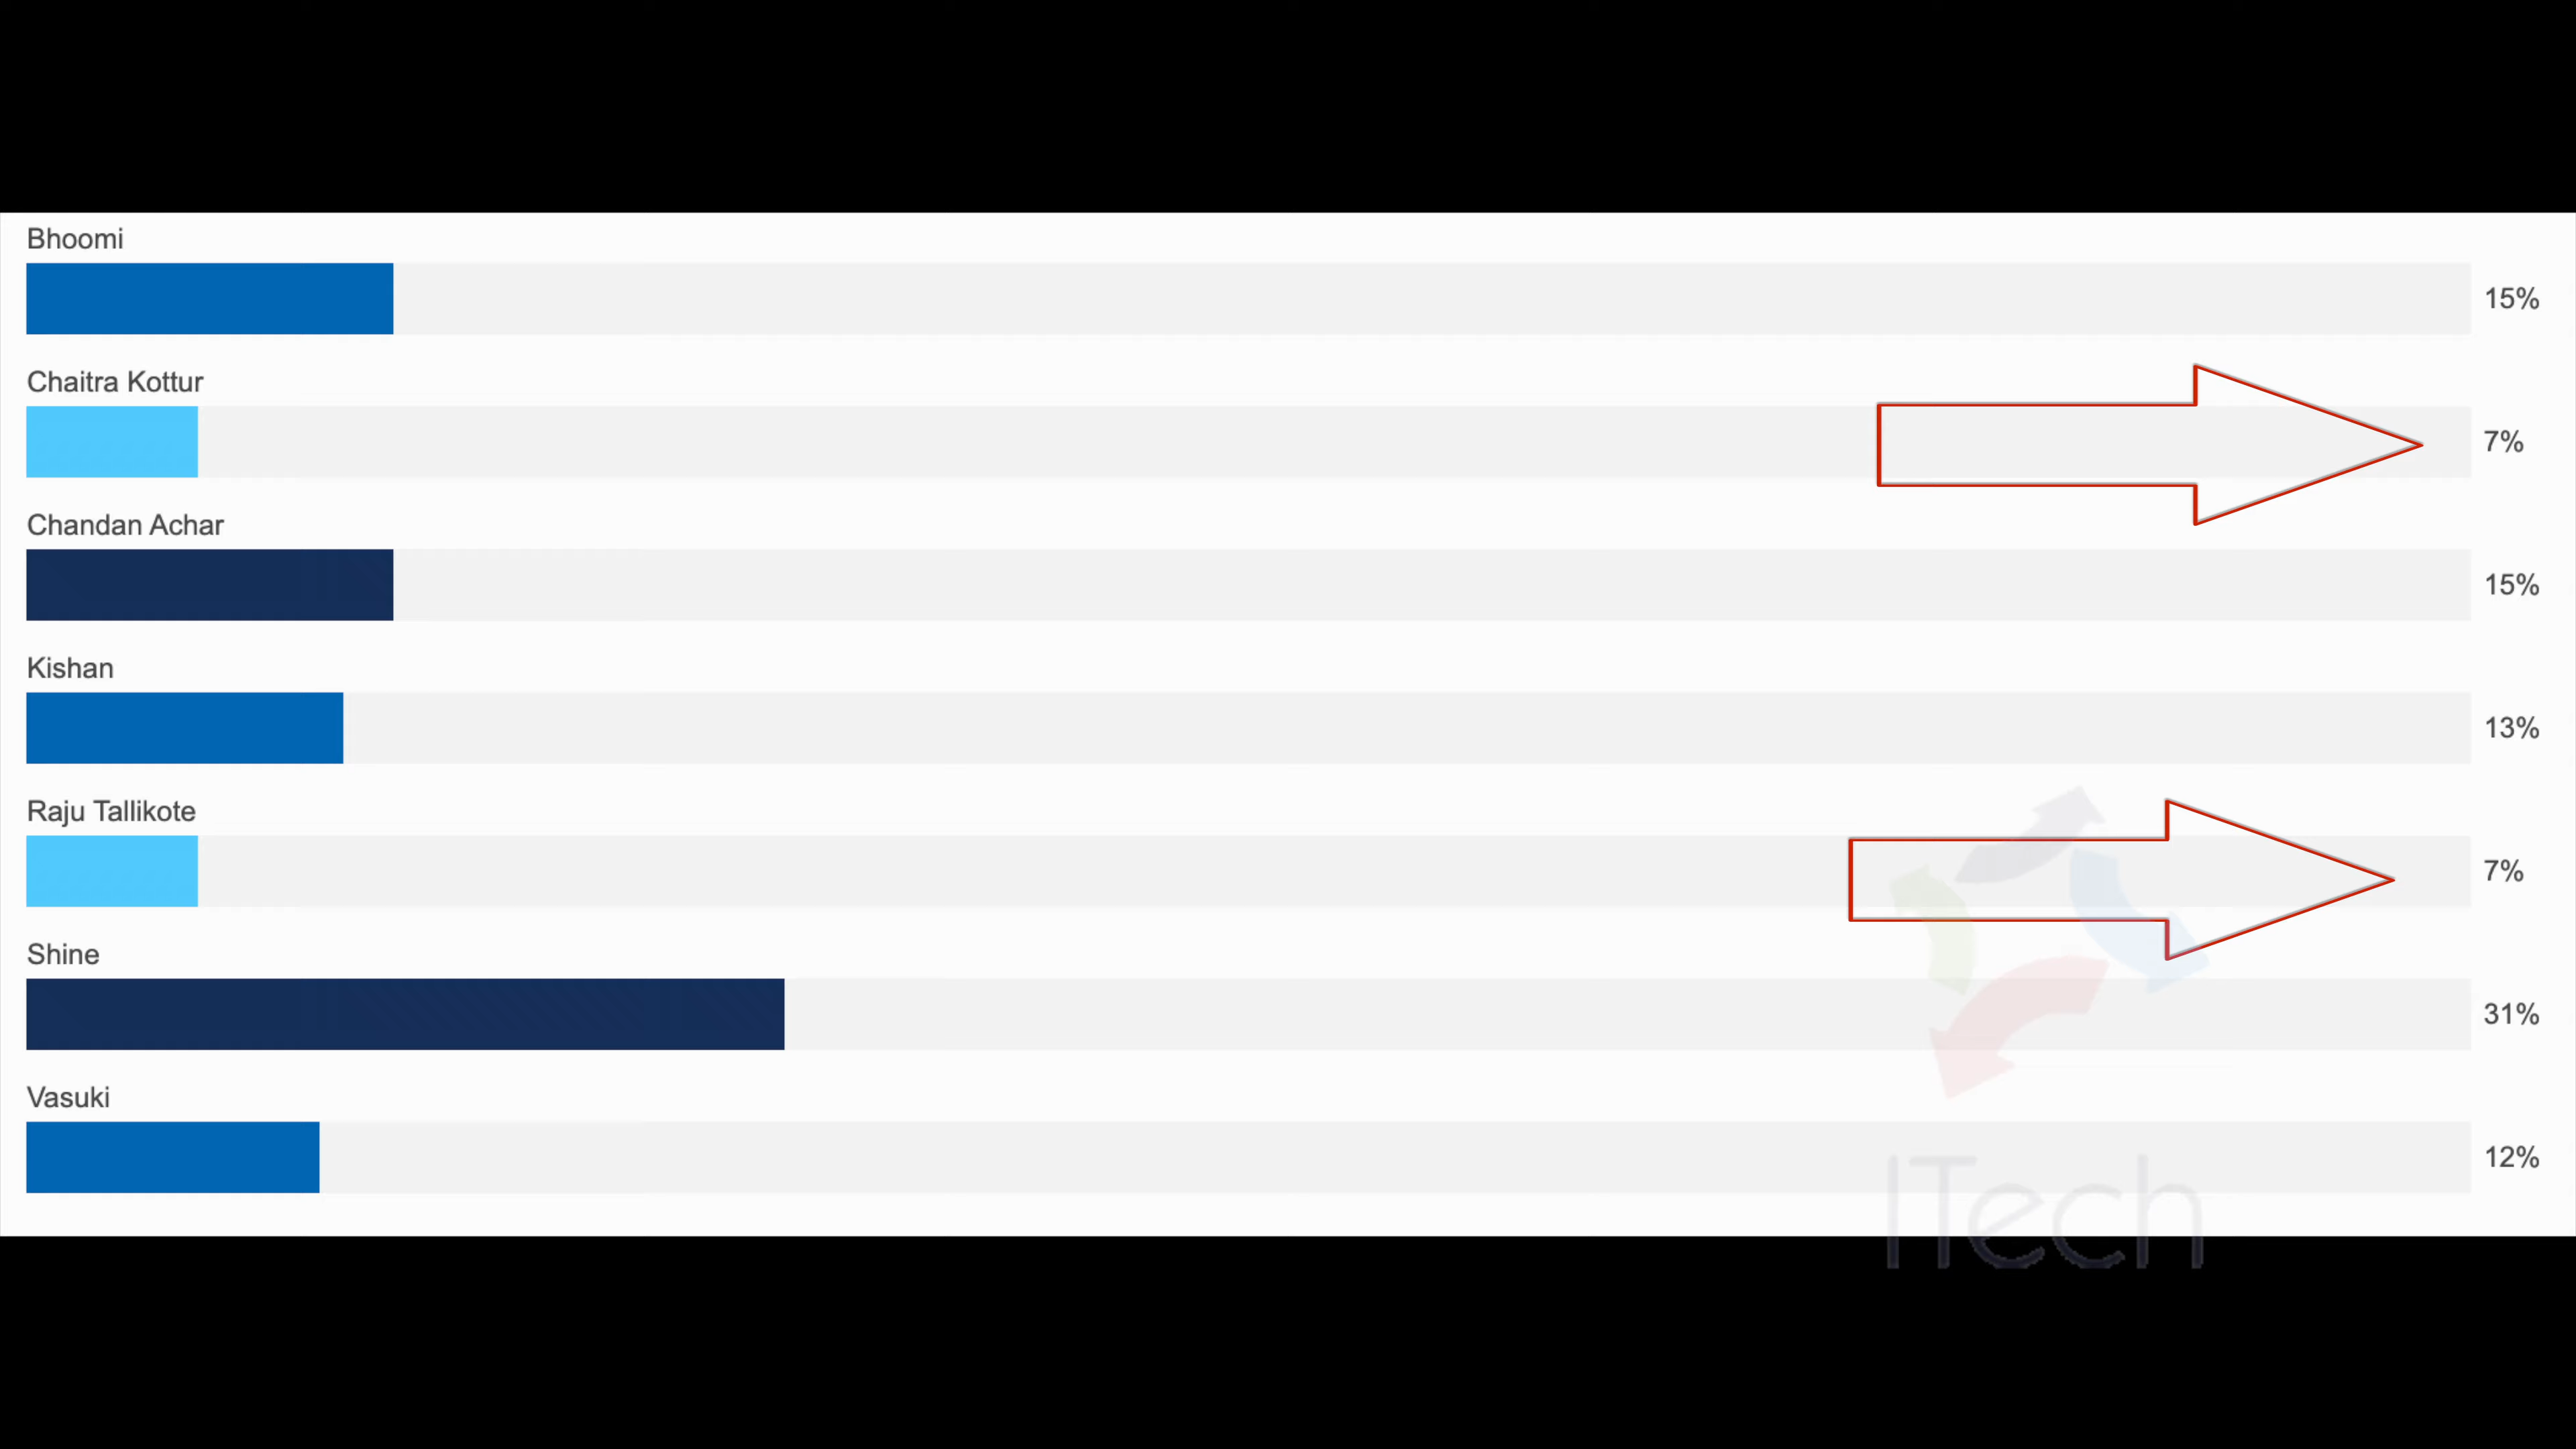 Bhoomi
15%
Chaitra Kottur
7%
Chandan Achar
15%
Kishan
13%
Raju Tallikote
7%
Shine
31%
Vasuki
12%
ITech